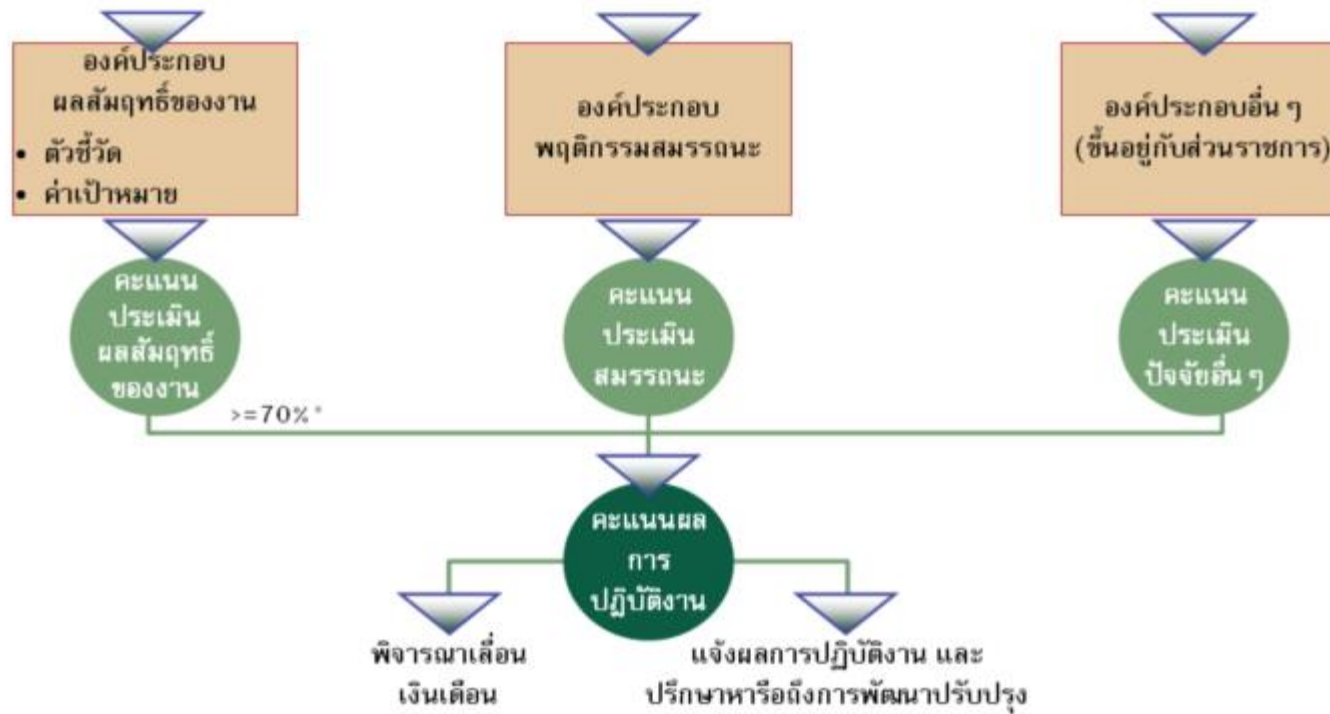 องค์ประกอบ
ผลสัมฤทธิ์ของงาน
• ตัวชี้วัด
• ค่าเป้าหมาย
องค์ประกอบ
พฤติกรรมสมรรถนะ
องค์ประกอบอื่น ๆ
(ขึ้นอยู่กับส่วนราชการ)
คะแนน
ประเมิน
ผลสัมฤทธิ์
ของงาน
คะแนน
ประเมิน
สมรรถนะ
คะแนน
ประเมิน
ปัจจัยอื่น ๆ
>=70% *
คะแนนผล
การ
ปฏิบัติงาน
พิจารณาเลื่อน
เงินเดือน
แจ้งผลการปฏิบัติงาน และ
ปรึกษาหารือถึงการพัฒนาปรับปรุง